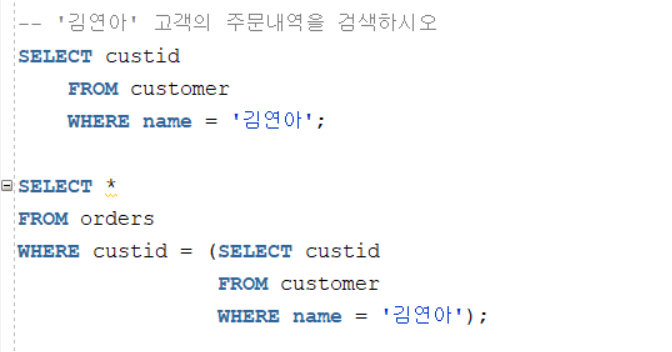 -- '김연아' 고객의 주문내역을 검색하시오
SELECT custid
FROM customer
WHERE name = '김연아';
SELECT *
FROM orders
WHERE custid = (SELECT custid
FROM customer
WHERE name = '김연아');